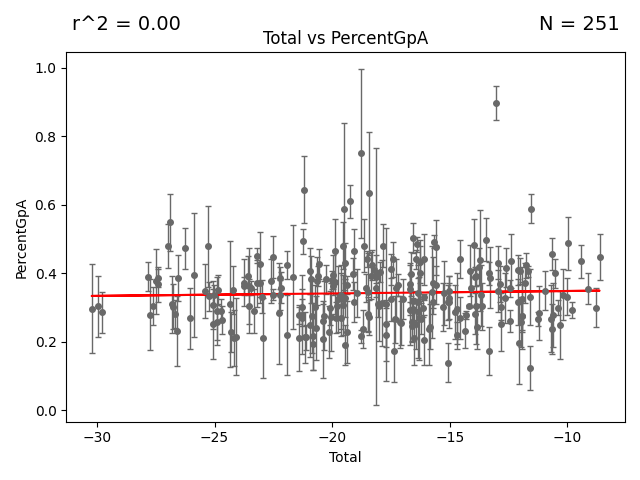 r^2 = 0.00
N = 251
Total vs PercentGpA
1.0
0.8
0.6
0.4
0.2
0.0
PercentGpA
−30
−25
−20
−15
−10
Total